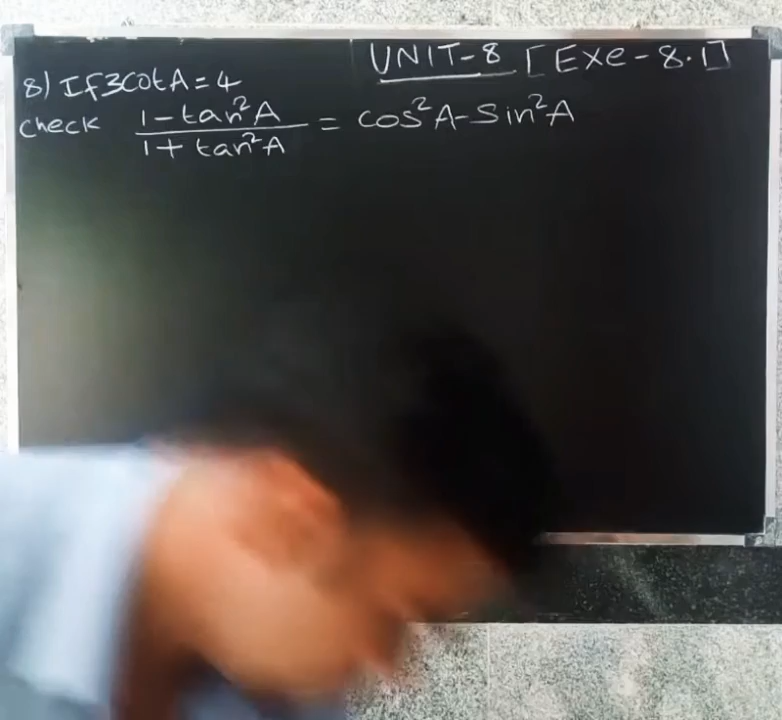 UNIT-8 [Exe-8.1]
8) If 3CotA = 4
check 1-tan²A / 1+tan²A = cos²A-Sin²A